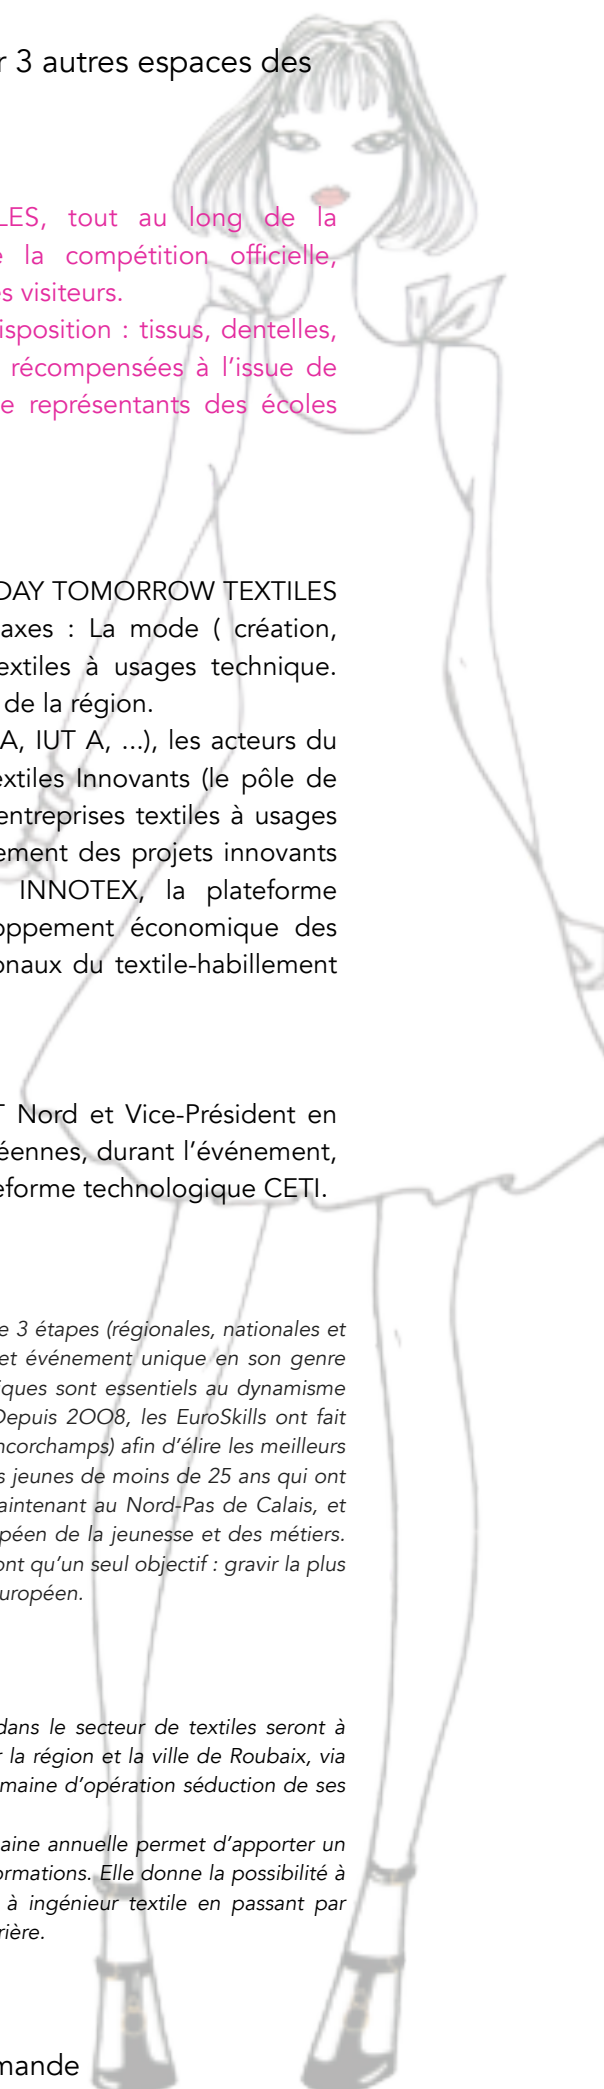 r 3 autres espaces des
LES, tout au long de la
e la compétition officielle,
es visiteurs.
isposition : tissus, dentelles,
récompensées à l’issue de
e représentants des écoles
DAY TOMORROW TEXTILES
axes : La mode ( création,
extiles à usages technique.
de la région.
A, IUT A, ...), les acteurs du
extiles Innovants (le pôle de
entreprises textiles à usages
ement des projets innovants
INNOTEX, la plateforme
oppement économique des
onaux du textile-habillement
T Nord et Vice-Président en
éennes, durant l’événement,
eforme technologique CETI.
e 3 étapes (régionales, nationales et
et événement unique en son genre
iques sont essentiels au dynamisme
Depuis 2OO8, les EuroSkills ont fait
ncorchamps) afin d’élire les meilleurs
s jeunes de moins de 25 ans qui ont
aintenant au Nord-Pas de Calais, et
péen de la jeunesse et des métiers.
ont qu’un seul objectif : gravir la plus
uropéen.
dans le secteur de textiles seront à
r la région et la ville de Roubaix, via
maine d’opération séduction de ses
aine annuelle permet d’apporter un
ormations. Elle donne la possibilité à
à ingénieur textile en passant par
rière.
mande